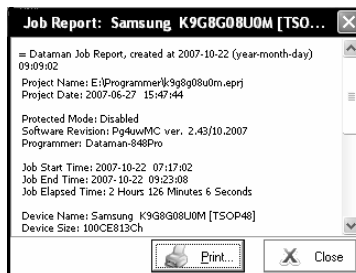 Job Report: Samsung K9G8G08U0M [TSO...
= Dataman Job Report, created at 2007-10-22 (year-month-day)
09:09:02
Project Name: E:\Programmer\k9g8g08u0m.eprj
Project Date: 2007-06-27 15:47:44
Protected Mode: Disabled
Software Revision: Pg4uwMC ver. 2.43/10.2007
Programmer: Dataman-848Pro
Job Start Time: 2007-10-22 07:17:02
Job End Time: 2007-10-22 09:23:08
Job Elapsed Time: 2 Hours 126 Minutes 6 Seconds
Device Name: Samsung K9G8G08U0M [TSOP48]
Device Size: 100CE813Ch
Print...
Close